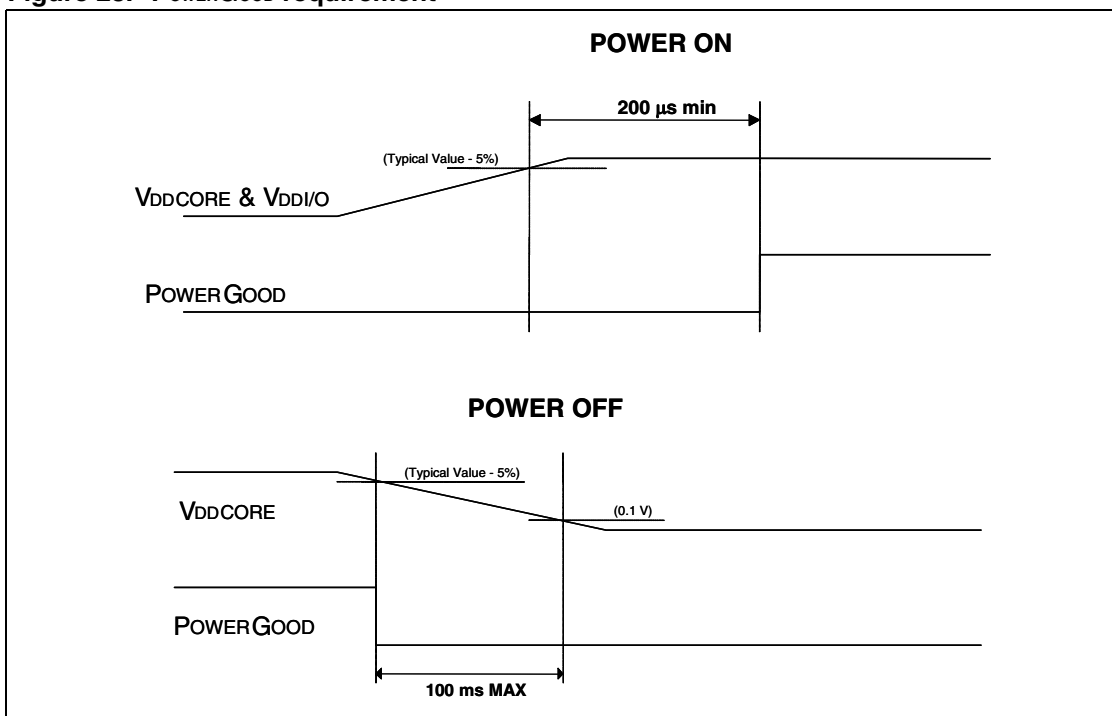 POWER ON
200 µs min
(Typical Value - 5%)
VDDCORE & VDDI/O
POWERGOOD
POWER OFF
(Typical Value - 5%)
VDDCORE
(0.1 V)
POWERGOOD
100 ms MAX